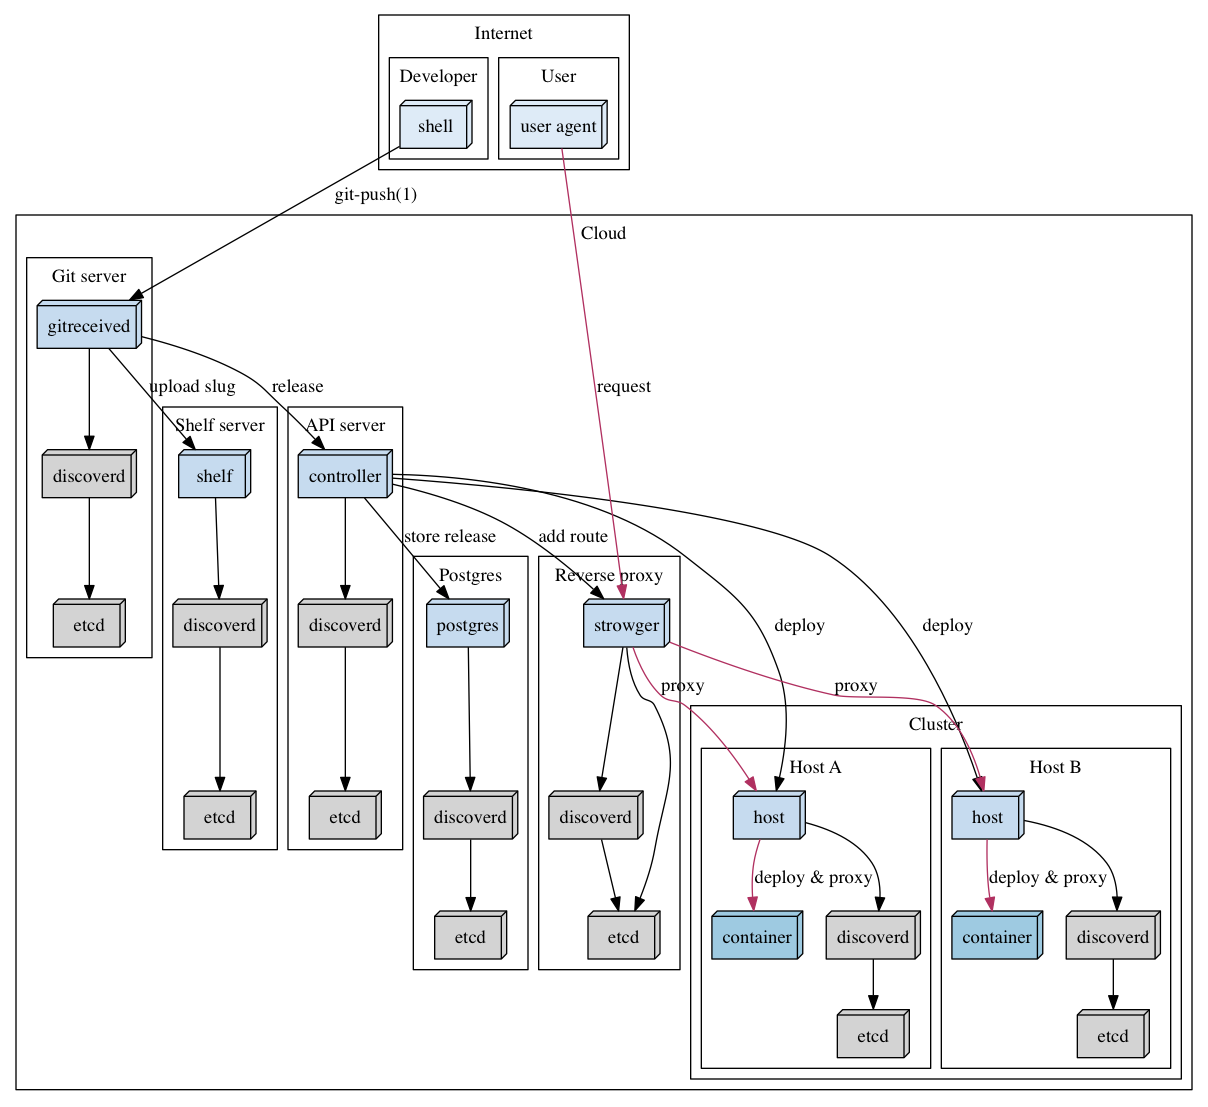 Internet
Developer
User
shell
user agent
git-push(1)
Cloud
Git server
gitreceived
upload slug
release
request
Shelf server
API server
discoverd
shelf
controller
store release
add route
Postgres
Reverse proxy
etcd
discoverd
discoverd
postgres
strowger
deploy
deploy
proxy
proxy
Cluster
Host A
Host B
etcd
etcd
discoverd
discoverd
host
host
deploy & proxy
deploy & proxy
etcd
etcd
container
discoverd
container
discoverd
etcd
etcd